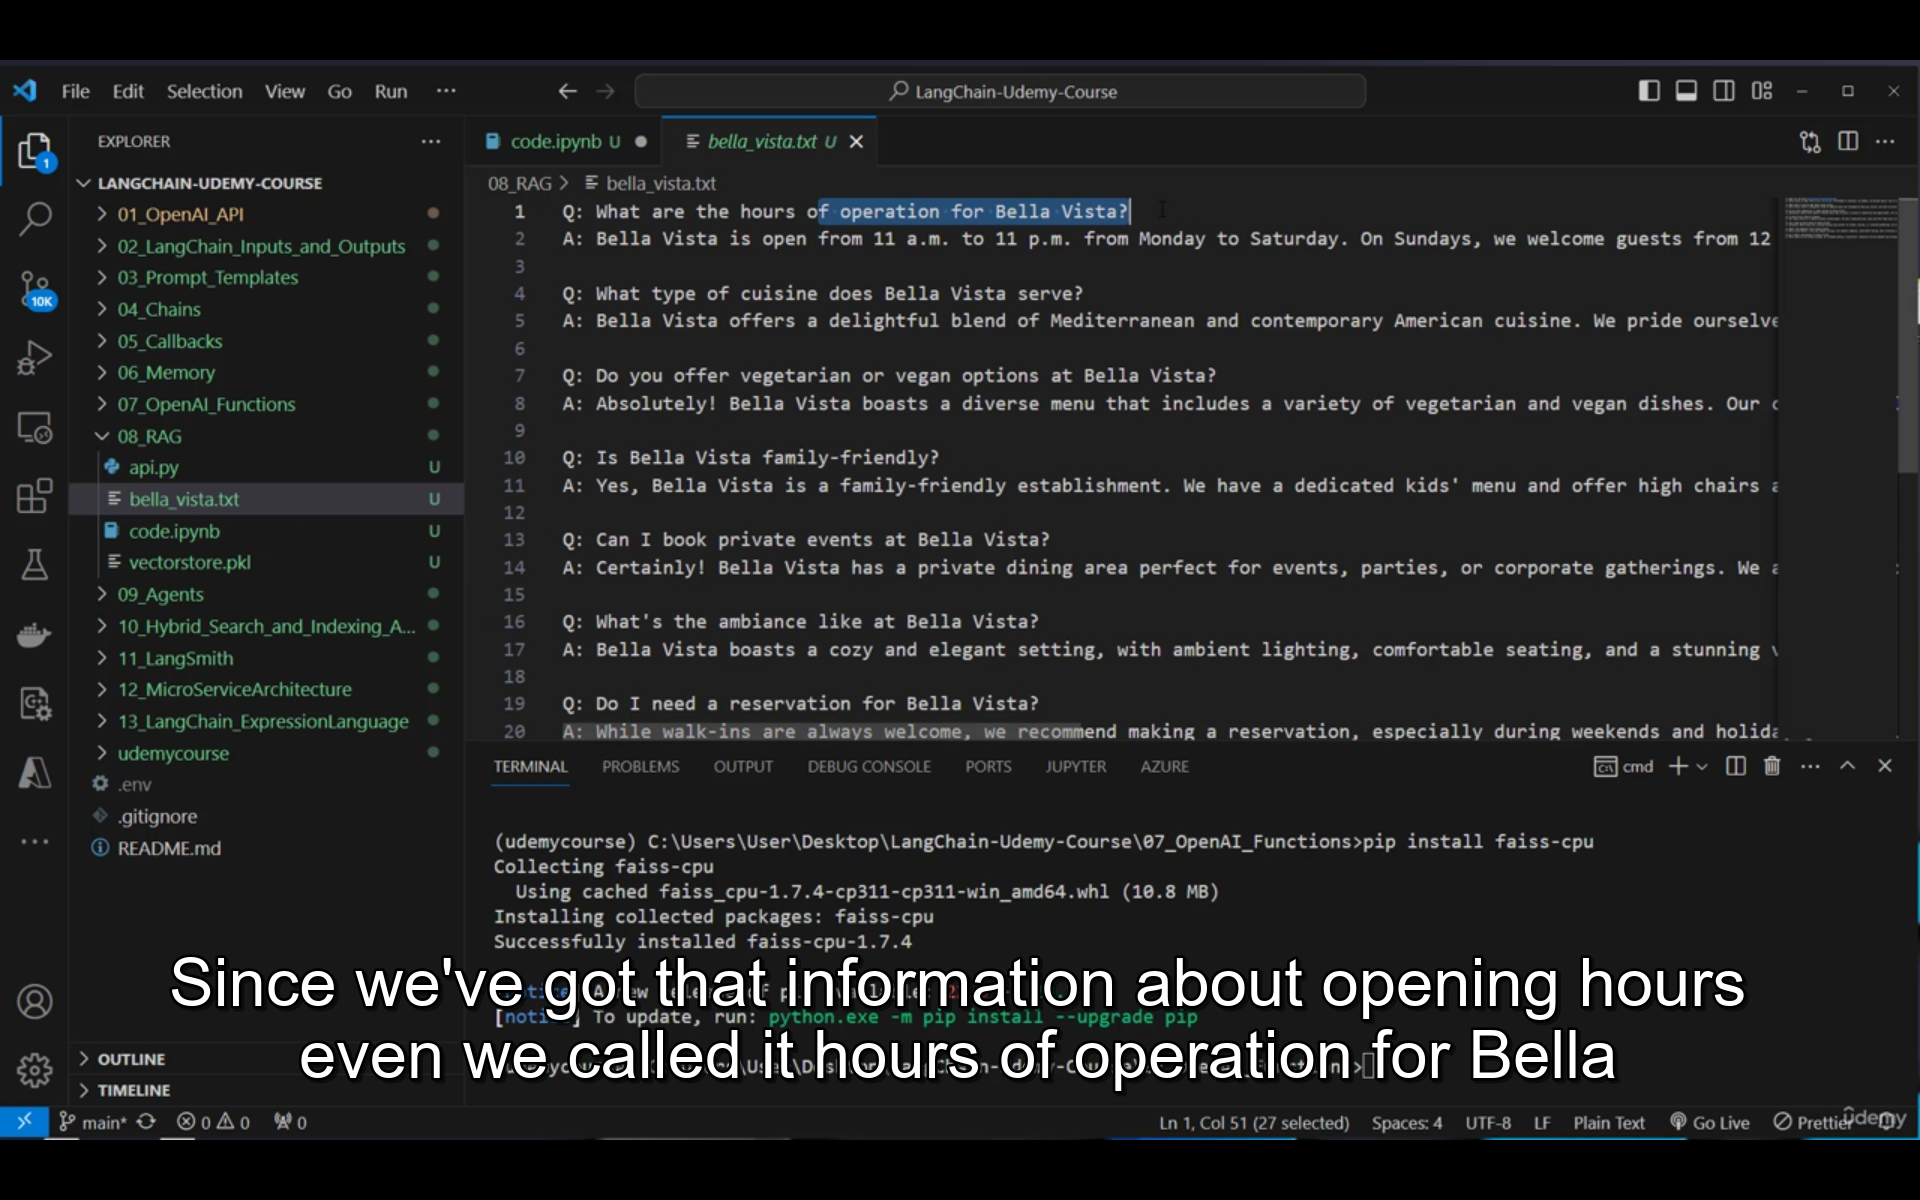 File Edit Selection View Go Run ··· LangChain-Udemy-Course
EXPLORER ···
LANGCHAIN-UDEMY-COURSE
01_OpenAI_API
02_LangChain_Inputs_and_Outputs
03_Prompt_Templates
04_Chains
05_Callbacks
06_Memory
07_OpenAI_Functions
08_RAG
api.py U
bella_vista.txt U
code.ipynb U
vectorstore.pkl U
09_Agents
10_Hybrid_Search_and_Indexing_A...
11_LangSmith
12_MicroServiceArchitecture
13_LangChain_ExpressionLanguage
udemycourse
.env
.gitignore
README.md
OUTLINE
TIMELINE
1
10K
code.ipynb U bella_vista.txt U
08_RAG > bella_vista.txt
1 Q: What are the hours of operation for Bella Vista?
2 A: Bella Vista is open from 11 a.m. to 11 p.m. from Monday to Saturday. On Sundays, we welcome guests from 12
3
4 Q: What type of cuisine does Bella Vista serve?
5 A: Bella Vista offers a delightful blend of Mediterranean and contemporary American cuisine. We pride ourselve
6
7 Q: Do you offer vegetarian or vegan options at Bella Vista?
8 A: Absolutely! Bella Vista boasts a diverse menu that includes a variety of vegetarian and vegan dishes. Our
9
10 Q: Is Bella Vista family-friendly?
11 A: Yes, Bella Vista is a family-friendly establishment. We have a dedicated kids' menu and offer high chairs
12
13 Q: Can I book private events at Bella Vista?
14 A: Certainly! Bella Vista has a private dining area perfect for events, parties, or corporate gatherings. We
15
16 Q: What's the ambiance like at Bella Vista?
17 A: Bella Vista boasts a cozy and elegant setting, with ambient lighting, comfortable seating, and a stunning
18
19 Q: Do I need a reservation for Bella Vista?
20 A: While walk-ins are always welcome, we recommend making a reservation, especially during weekends and holida
TERMINAL PROBLEMS OUTPUT DEBUG CONSOLE PORTS JUPYTER AZURE cmd
(udemycourse) C:\Users\User\Desktop\LangChain-Udemy-Course\07_OpenAI_Functions>pip install faiss-cpu
Collecting faiss-cpu
Using cached faiss_cpu-1.7.4-cp311-cp311-win_amd64.whl (10.8 MB)
Installing collected packages: faiss-cpu
Successfully installed faiss-cpu-1.7.4
[notice] To update, run: python.exe -m pip install --upgrade pip
Since we've got that information about opening hours
even we called it hours of operation for Bella
main* 0 0 0 Ln 1, Col 51 (27 selected) Spaces: 4 UTF-8 LF Plain Text Go Live Prettier
ûdemy